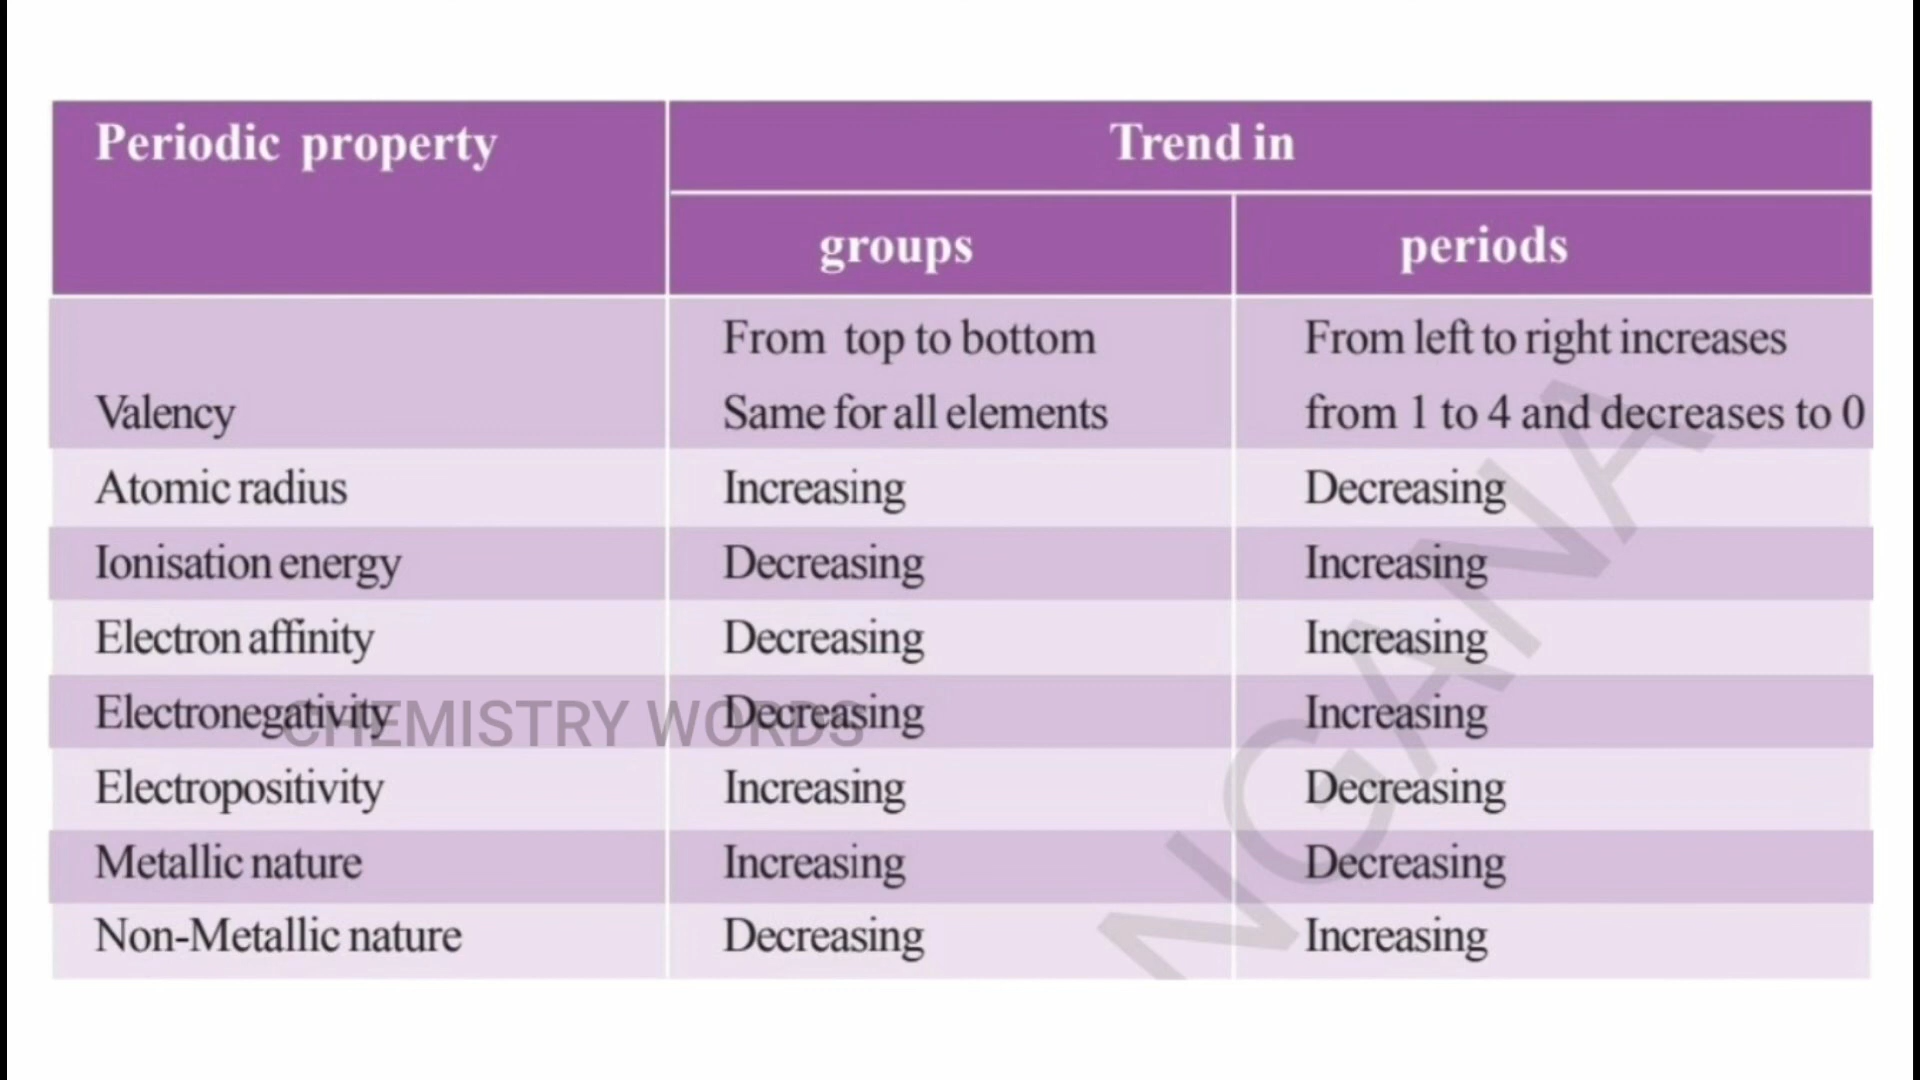 Periodic property
Trend in
groups
periods
From top to bottom
From left to right increases
Valency
Same for all elements
from 1 to 4 and decreases to 0
Atomic radius
Increasing
Decreasing
Ionisation energy
Decreasing
Increasing
Electron affinity
Decreasing
Increasing
Electronegativity
Decreasing
Increasing
CHEMISTRY WORDS
Electropositivity
Increasing
Decreasing
Metallic nature
Increasing
Decreasing
Non-Metallic nature
Decreasing
Increasing
NGANA